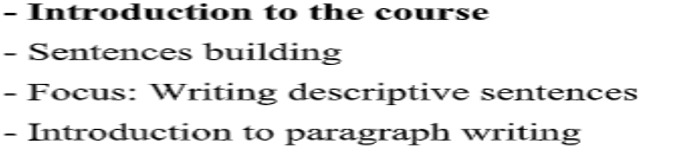 - Introduction to the course
- Sentences building
- Focus: Writing descriptive sentences
- Introduction to paragraph writing